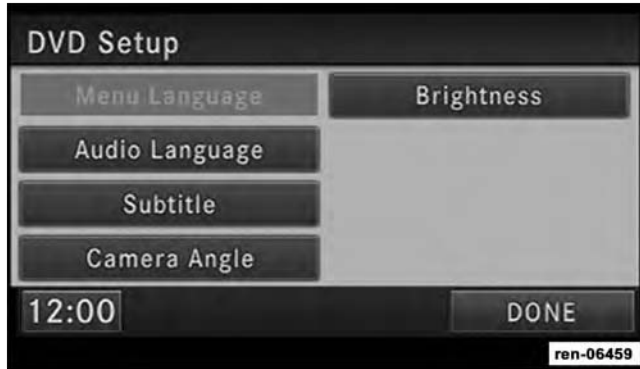 DVD Setup
Menu Language
Brightness
Audio Language
Subtitle
Camera Angle
12:00
DONE
ren-06459